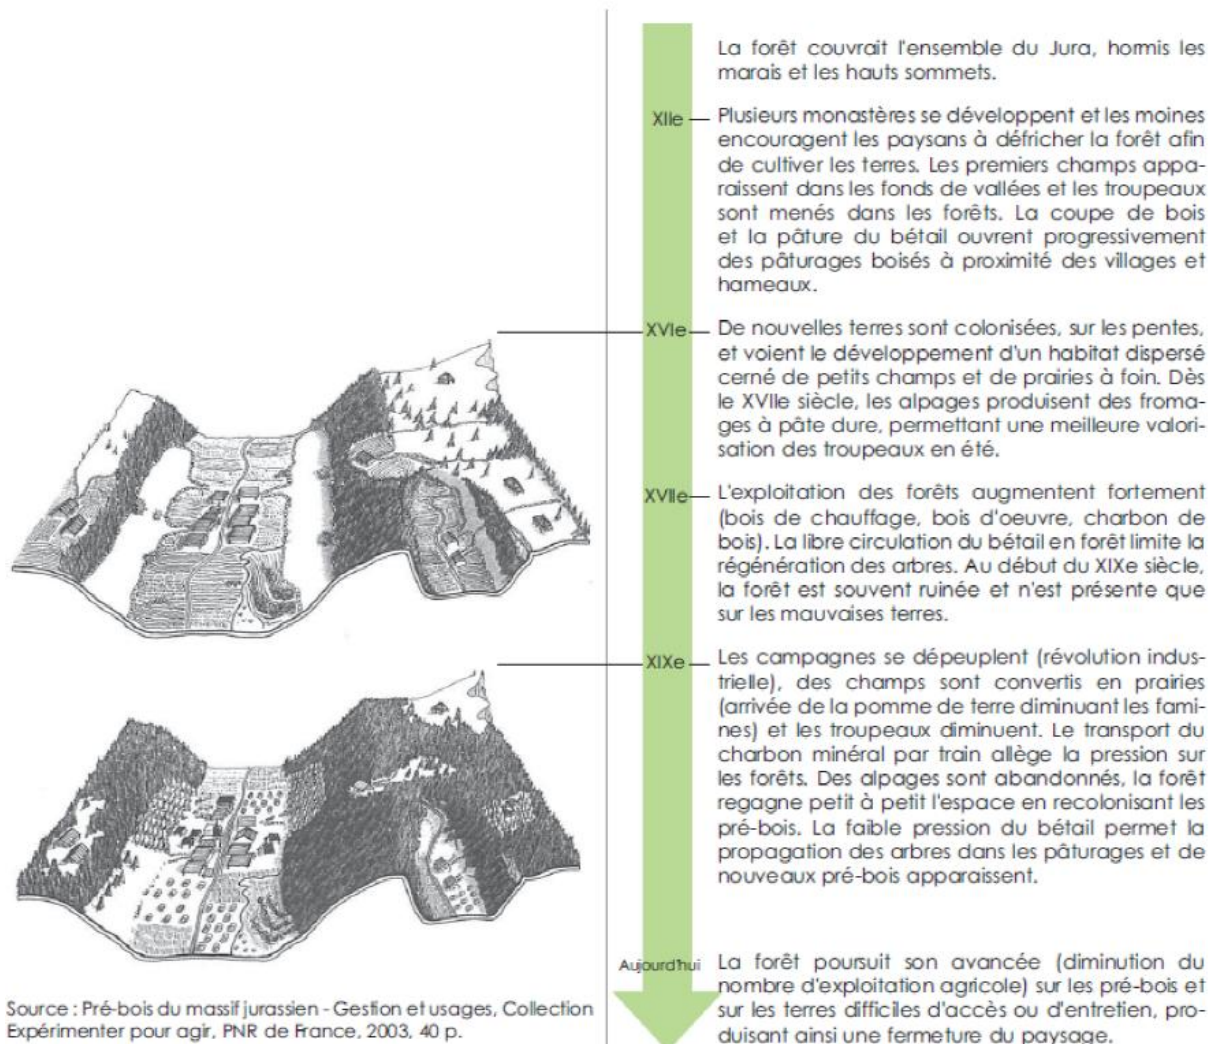 La forêt couvrait l'ensemble du Jura, hormis les
marais et les hauts sommets.
XIIe
Plusieurs monastères se développent et les moines
encouragent les paysans à défricher la forêt afin
de cultiver les terres. Les premiers champs appa-
raissent dans les fonds de vallées et les troupeaux
sont menés dans les forêts. La coupe de bois
et la pâture du bétail ouvrent progressivement
des pâturages boisés à proximité des villages et
hameaux.
XVIe
De nouvelles terres sont colonisées, sur les pentes,
et voient le développement d'un habitat dispersé
cerné de petits champs et de prairies à foin. Dès
le XVIIe siècle, les alpages produisent des froma-
ges à pâte dure, permettant une meilleure valori-
sation des troupeaux en été.
XVIIe
L'exploitation des forêts augmentent fortement
(bois de chauffage, bois d'oeuvre, charbon de
bois). La libre circulation du bétail en forêt limite la
régénération des arbres. Au début du XIXe siècle,
la forêt est souvent ruinée et n'est présente que
sur les mauvaises terres.
XIXe
Les campagnes se dépeuplent (révolution indus-
trielle), des champs sont convertis en prairies
(arrivée de la pomme de terre diminuant les fami-
nes) et les troupeaux diminuent. Le transport du
charbon minéral par train allège la pression sur
les forêts. Des alpages sont abandonnés, la forêt
regagne petit à petit l'espace en recolonisant les
pré-bois. La faible pression du bétail permet la
propagation des arbres dans les pâturages et de
nouveaux pré-bois apparaissent.
Aujourd'hui
La forêt poursuit son avancée (diminution du
nombre d'exploitation agricole) sur les pré-bois et
sur les terres difficiles d'accès ou d'entretien, pro-
duisant ainsi une fermeture du paysage.
Source : Pré-bois du massif jurassien - Gestion et usages, Collection
Expérimenter pour agir, PNR de France, 2003, 40 p.